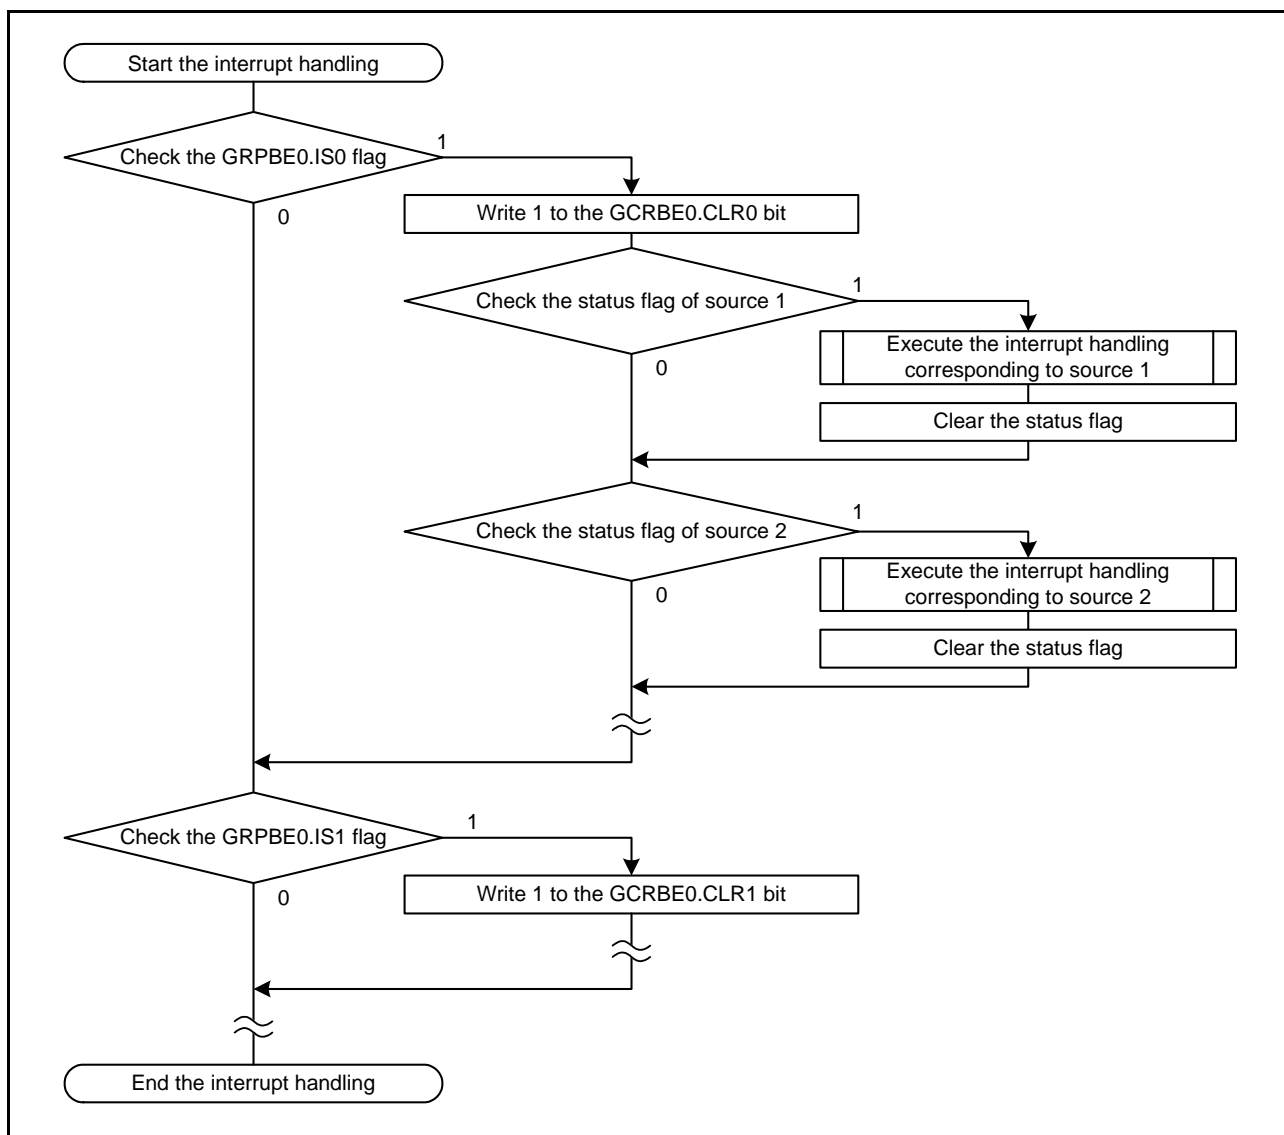 Start the interrupt handling
Check the GRPBE0.IS0 flag
1
0
Write 1 to the GCRBE0.CLR0 bit
Check the status flag of source 1
1
0
Execute the interrupt handling
corresponding to source 1
Clear the status flag
Check the status flag of source 2
1
0
Execute the interrupt handling
corresponding to source 2
Clear the status flag
Check the GRPBE0.IS1 flag
1
0
Write 1 to the GCRBE0.CLR1 bit
End the interrupt handling